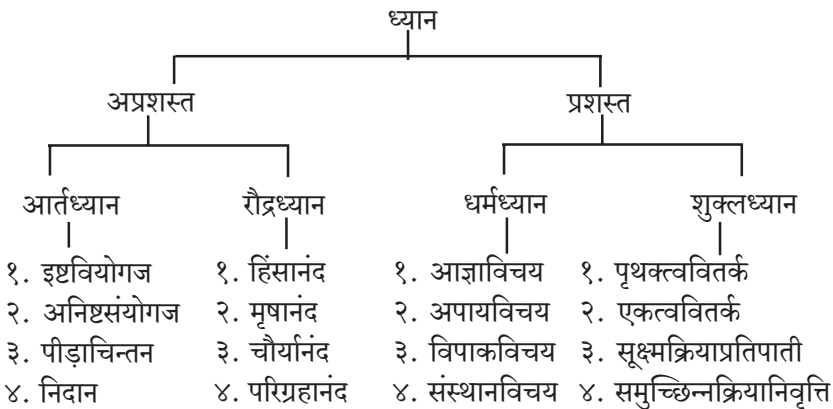 ध्यान
अप्रशस्त प्रशस्त
आर्तध्यान रौद्रध्यान धर्मध्यान शुक्लध्यान
१. इष्टवियोगज १. हिंसानंद १. आज्ञाविचय १. पृथक्त्ववितर्क
२. अनिष्टसंयोगज २. मृषानंद २. अपायविचय २. एकत्ववितर्क
३. पीड़ाचिन्तन ३. चौर्यानंद ३. विपाकविचय ३. सूक्ष्मक्रियाप्रतिपाती
४. निदान ४. परिग्रहानंद ४. संस्थानविचय ४. समुच्छिन्नक्रियानिवृत्ति